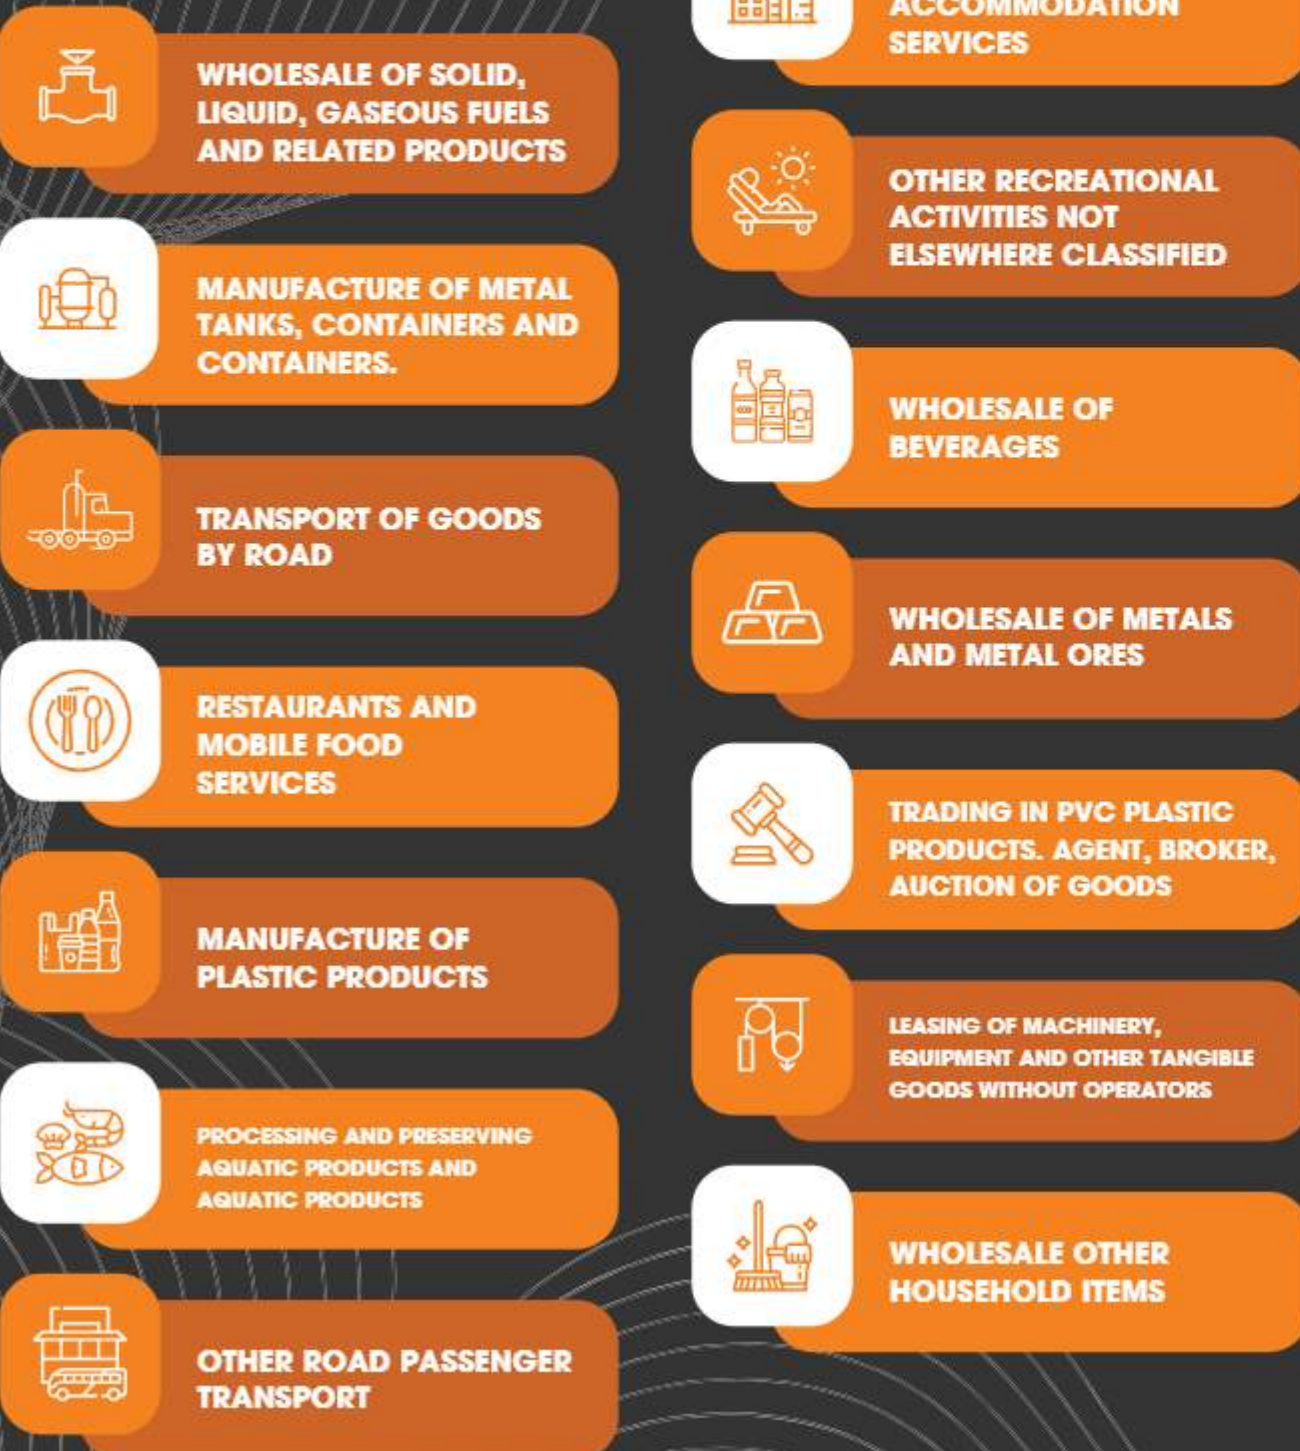 WHOLESALE OF SOLID,
LIQUID, GASEOUS FUELS
AND RELATED PRODUCTS
MANUFACTURE OF METAL
TANKS, CONTAINERS AND
CONTAINERS.
TRANSPORT OF GOODS
BY ROAD
RESTAURANTS AND
MOBILE FOOD
SERVICES
MANUFACTURE OF
PLASTIC PRODUCTS
PROCESSING AND PRESERVING
AQUATIC PRODUCTS AND
AQUATIC PRODUCTS
OTHER ROAD PASSENGER
TRANSPORT
ACCOMMODATION
SERVICES
OTHER RECREATIONAL
ACTIVITIES NOT
ELSEWHERE CLASSIFIED
WHOLESALE OF
BEVERAGES
WHOLESALE OF METALS
AND METAL ORES
TRADING IN PVC PLASTIC
PRODUCTS. AGENT, BROKER,
AUCTION OF GOODS
LEASING OF MACHINERY,
EQUIPMENT AND OTHER TANGIBLE
GOODS WITHOUT OPERATORS
WHOLESALE OTHER
HOUSEHOLD ITEMS